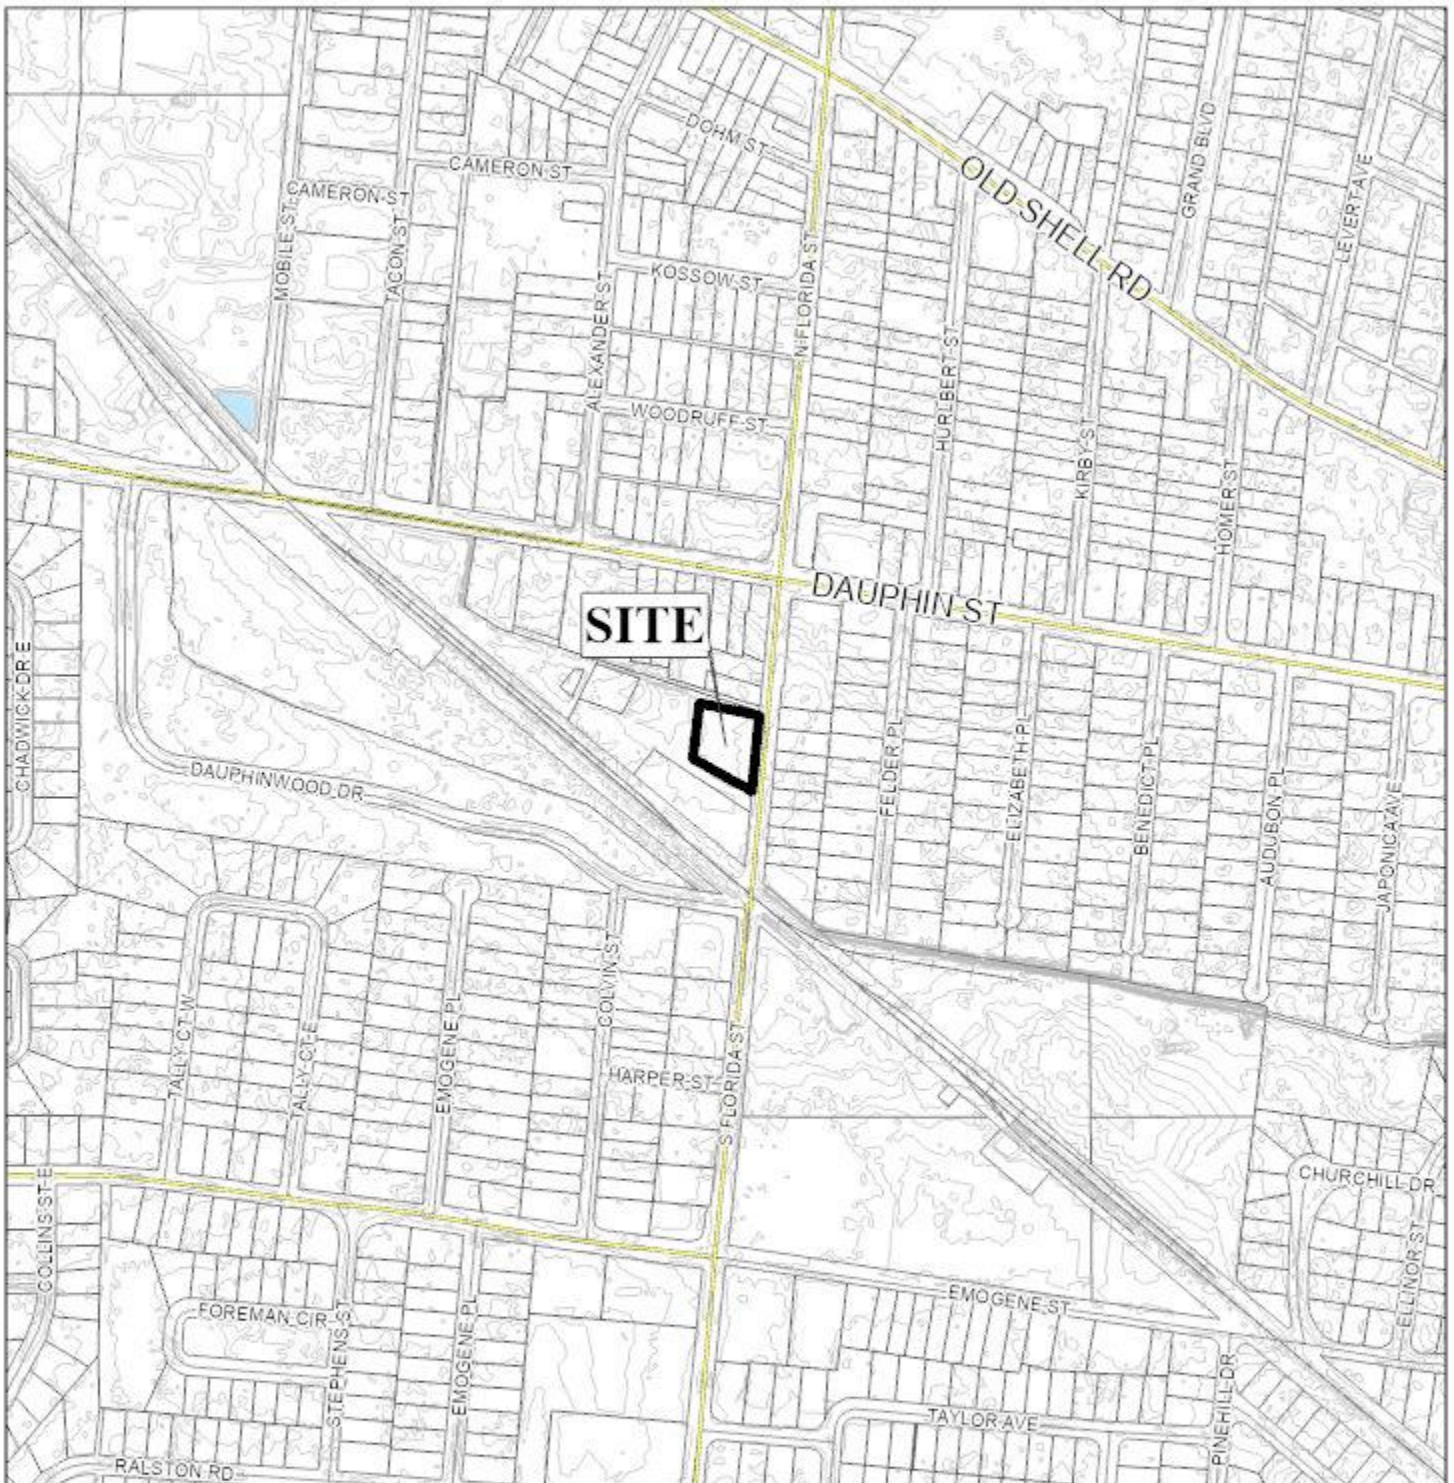 DOHM ST
CAMERON ST
CAMERON ST
MOBILE ST
TACON ST
GRAND BLVD
LEVERT AVE
OLD SHELL RD
KOSSOW ST
N FLORIDA ST
ALEXANDER ST
HURLBERT ST
WOODRUFF ST
KIRBY ST
HOMER ST
DAUPHIN ST
SITE
CHADWICK DR E
DAUPHINWOOD DR
FELDER PL
ELIZABETH PL
BENEDICT PL
AUDUBON PL
JAPONICA AVE
TALLY CT W
ALLY CT E
EMOGENE PL
COLVIN ST
HARPER ST
S FLORIDA ST
CHURCHILL DR
COLLINS ST E
ELINOR ST
EMOGENE ST
FOREMAN CIR
STEPHENS ST
EMOGENE PL
PINEHILL DR
TAYLOR AVE
RALSTON RD